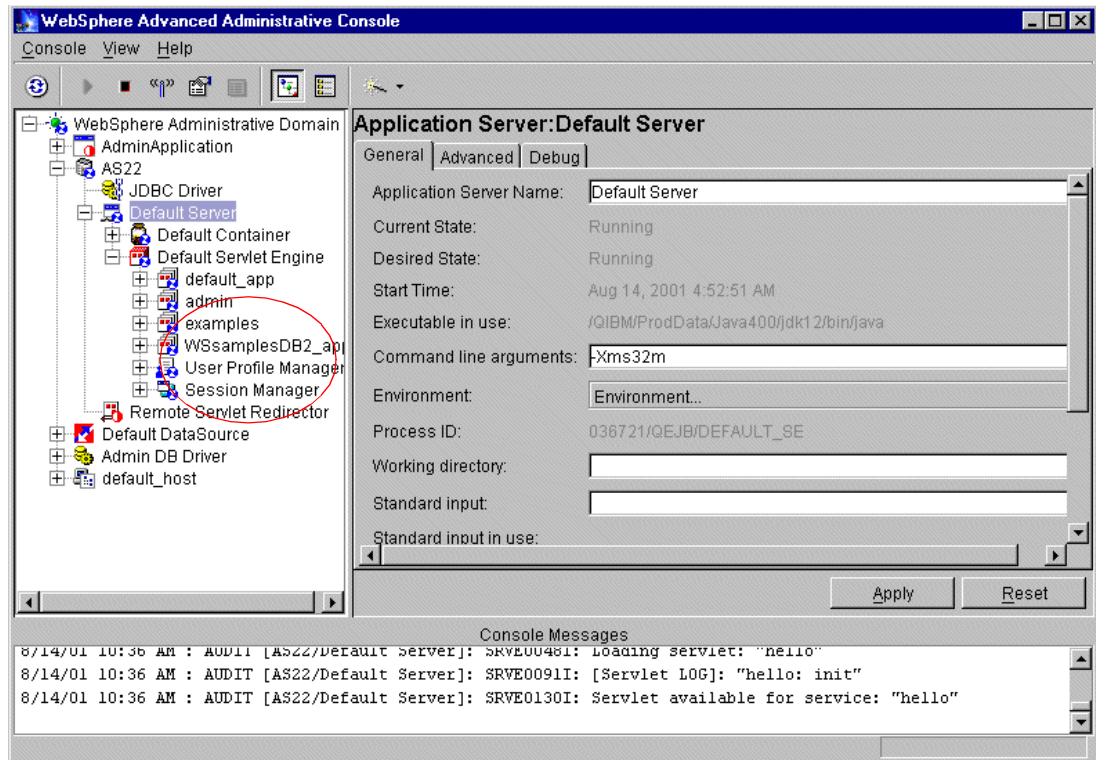 WebSphere Advanced Administrative Console
Console View Help
WebSphere Administrative Domain
AdminApplication
AS22
JDBC Driver
Default Server
Default Container
Default Servlet Engine
default_app
admin
examples
WSsamplesDB2_app
User Profile Manager
Session Manager
Remote Servlet Redirector
Default DataSource
Admin DB Driver
default_host
Application Server:Default Server
General Advanced Debug
Application Server Name: Default Server
Current State: Running
Desired State: Running
Start Time: Aug 14, 2001 4:52:51 AM
Executable in use: /QIBM/ProdData/Java400/jdk12/bin/java
Command line arguments: -Xms32m
Environment: Environment...
Process ID: 036721/QEJB/DEFAULT_SE
Working directory:
Standard input:
Standard input in use:
Apply Reset
Console Messages
8/14/01 10:36 AM : AUDIT [AS22/Default Server]: SRVE0048I: Loading servlet: "hello"
8/14/01 10:36 AM : AUDIT [AS22/Default Server]: SRVE0091I: [Servlet LOG]: "hello: init"
8/14/01 10:36 AM : AUDIT [AS22/Default Server]: SRVE0130I: Servlet available for service: "hello"